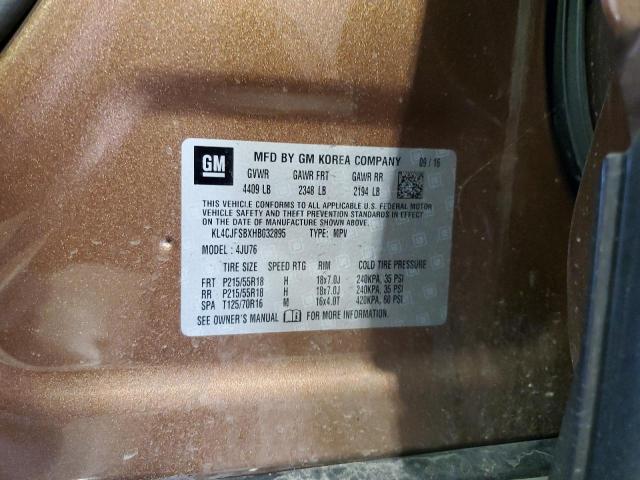 GM
MFD BY GM KOREA COMPANY 09/16
GVWR GAWR FRT GAWR RR
4409 LB 2348 LB 2194 LB
THIS VEHICLE CONFORMS TO ALL APPLICABLE U.S. FEDERAL MOTOR
VEHICLE SAFETY, BUMPER, AND THEFT PREVENTION STANDARDS IN EFFECT
ON THE DATE OF MANUFACTURE SHOWN ABOVE.
KL4CJFSBXHB032895 TYPE: MPV
MODEL: 4JU76
TIRE SIZE SPEED RTG RIM COLD TIRE PRESSURE
FRT P215/55R18 H 18x7.0J 240KPA, 35 PSI
RR P215/55R18 H 18x7.0J 240KPA, 35 PSI
SPA T125/70R16 M 16x4.0T 420KPA, 60 PSI
SEE OWNER'S MANUAL FOR MORE INFORMATION.